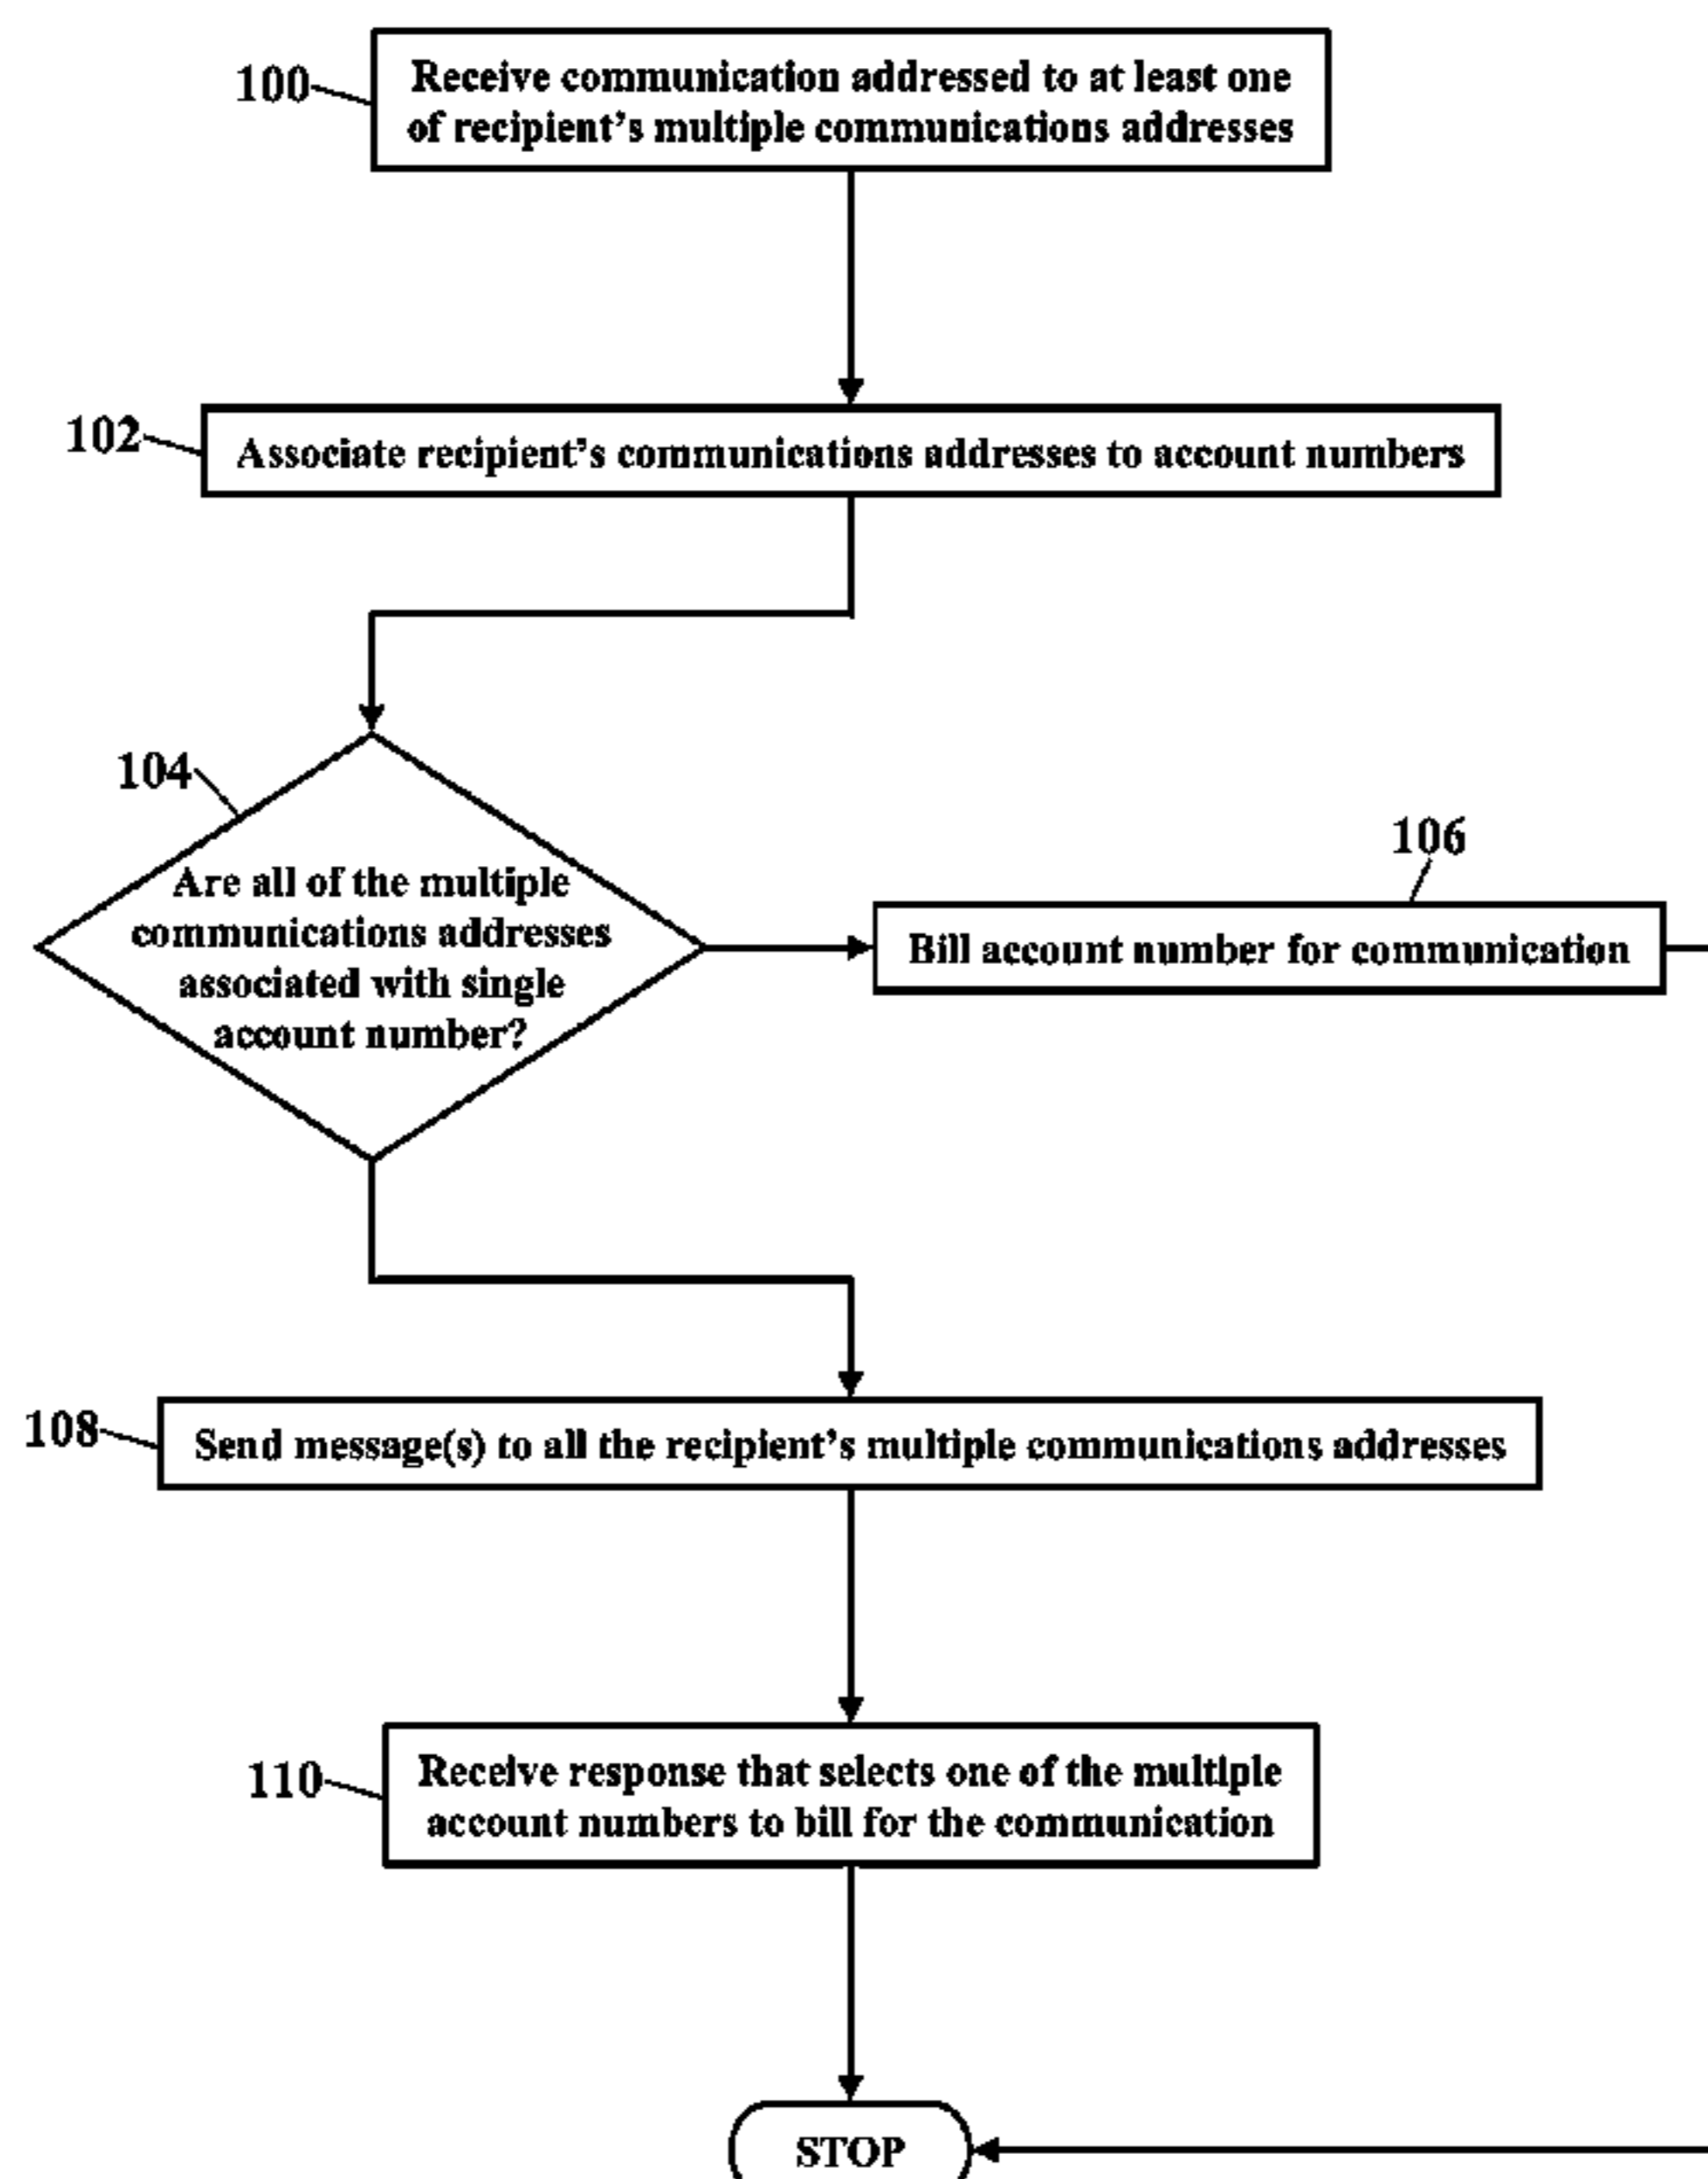 100
Receive communication addressed to at least one
of recipient's multiple communications addresses
102
Associate recipient's communications addresses to account numbers
104
Are all of the multiple
communications addresses
associated with single
account number?
106
Bill account number for communication
108
Send message(s) to all the recipient's multiple communications addresses
110
Receive response that selects one of the multiple
account numbers to bill for the communication
STOP